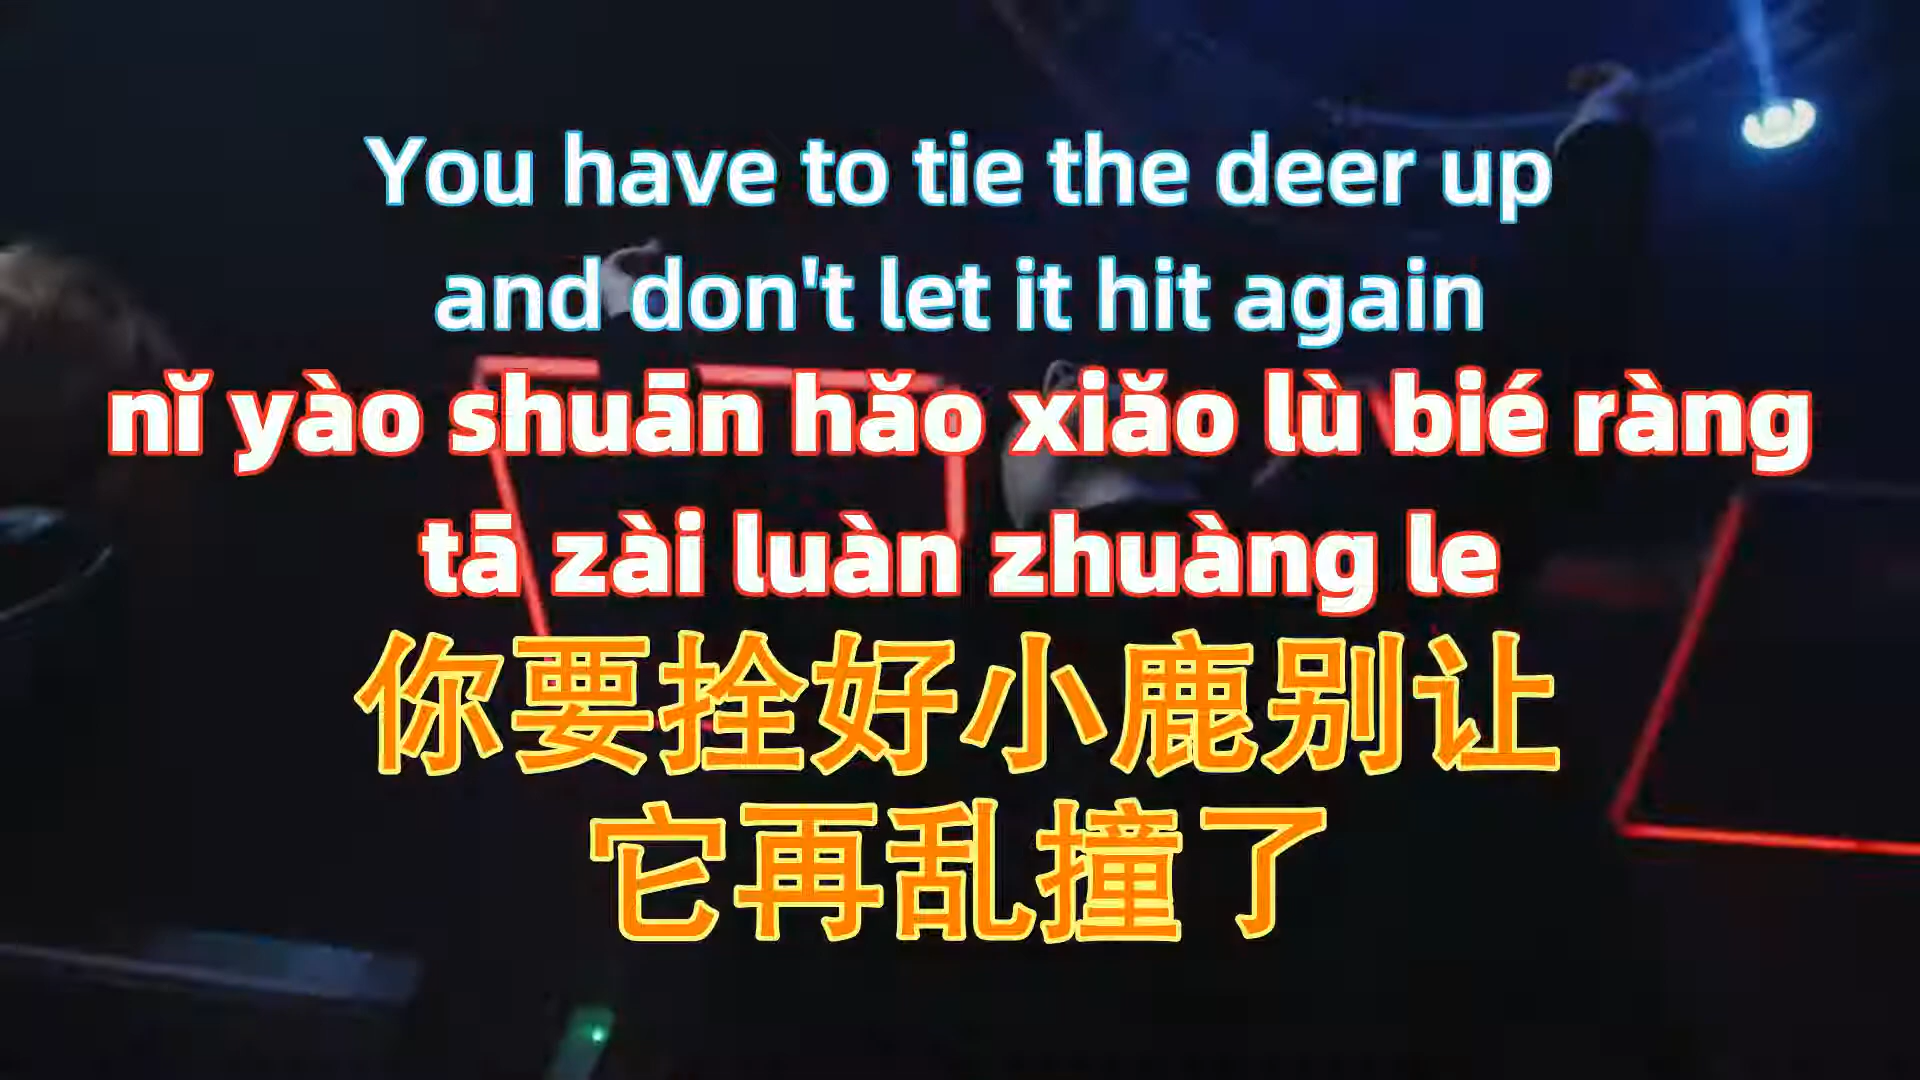 You have to tie the deer up
and don't let it hit again
nǐ yào shuān hǎo xiǎo lù bié ràng
tā zài luàn zhuàng le
你要拴好小鹿别让
它再乱撞了